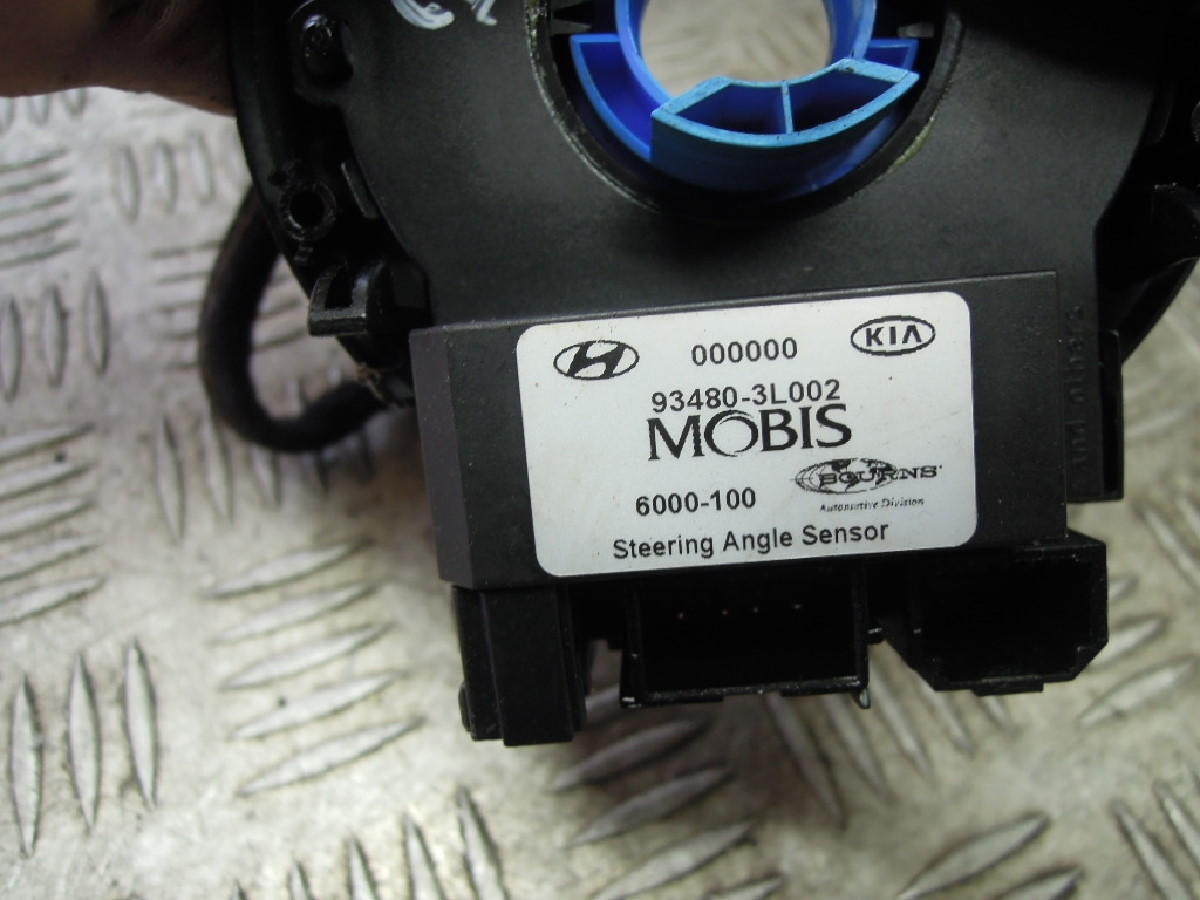 000000
KIA
93480-3L002
MOBIS
6000-100
BOURNS
Automotive Division
Steering Angle Sensor